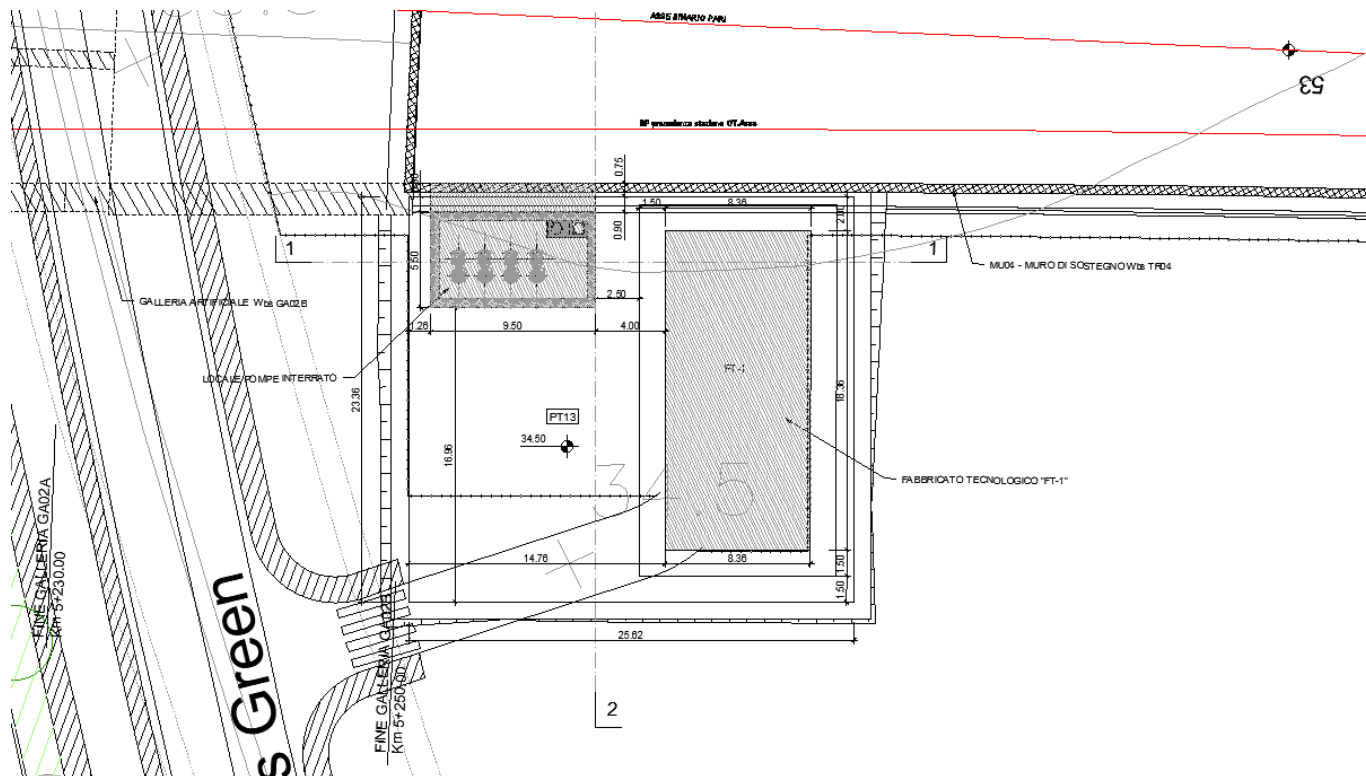 ASSE BINARIO PARI
53
0.75
1.50
8.36
2.00
0.90
1
1
5.50
MU04 - MURO DI SOSTEGNO Wbs TR04
GALLERIA ARTIFICIALE Wbs GA02B
2.50
1.26
9.50
4.00
LOCALE POMPE INTERRATO
FT-1
23.36
18.36
PT13
34.50
16.96
34.5
FABBRICATO TECNOLOGICO "FT-1"
14.76
8.36
1.50
1.50
25.62
FINE GALLERIA GA02A
Km 5+230.00
FINE GALLERIA GA02B
Km 5+250.00
s Green
2